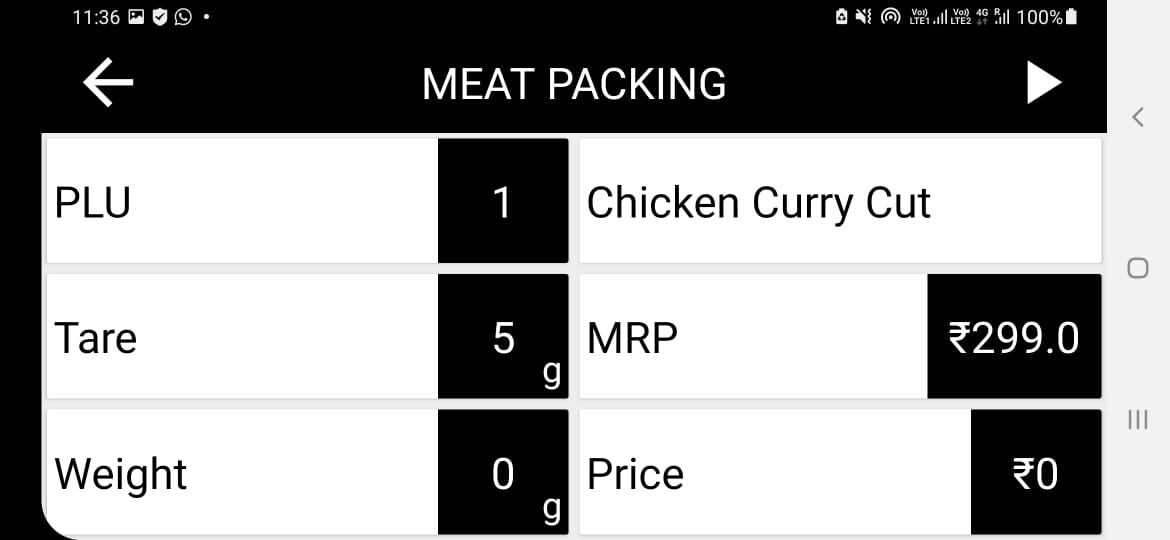 11:36 Vo)) LTE1 Vo)) LTE2 4G R 100%
MEAT PACKING
PLU 1 Chicken Curry Cut
Tare 5 g MRP ₹299.0
Weight 0 g Price ₹0